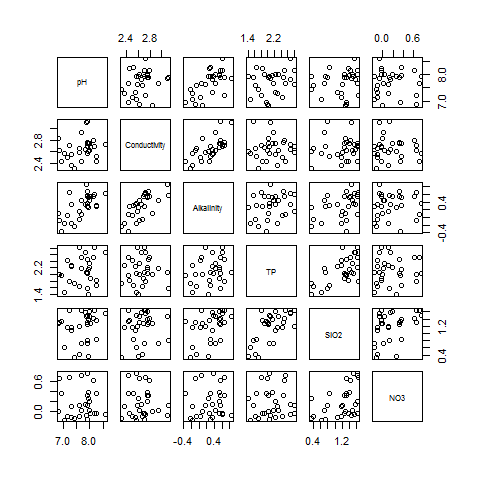 2.4 2.8
1.4 2.2
0.0 0.6
pH
7.0 8.0
2.4 2.8
Conductivity
Alkalinity
-0.4 0.4
1.4 2.2
TP
SiO2
0.4 1.2
0.0 0.6
NO3
7.0 8.0
-0.4 0.4
0.4 1.2